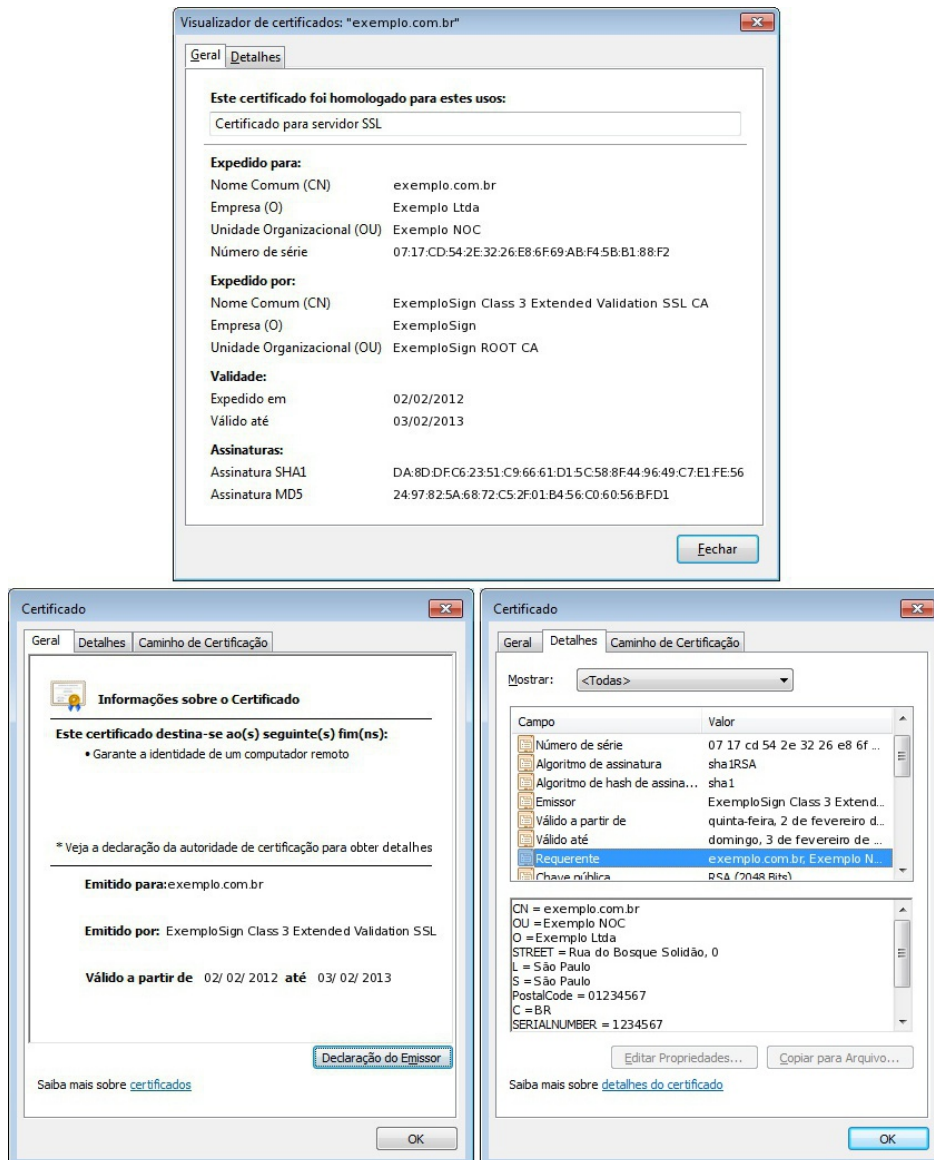 Visualizador de certificados: "exemplo.com.br"
Geral Detalhes
Este certificado foi homologado para estes usos:
Certificado para servidor SSL
Expedido para:
Nome Comum (CN) exemplo.com.br
Empresa (O) Exemplo Ltda
Unidade Organizacional (OU) Exemplo NOC
Número de série 07:17:CD:54:2E:32:26:E8:6F:69:AB:F4:5B:B1:88:F2
Expedido por:
Nome Comum (CN) ExemploSign Class 3 Extended Validation SSL CA
Empresa (O) ExemploSign
Unidade Organizacional (OU) ExemploSign ROOT CA
Validade:
Expedido em 02/02/2012
Válido até 03/02/2013
Assinaturas:
Assinatura SHA1 DA:8D:DF:C6:23:51:C9:66:61:D1:5C:58:8F:44:96:49:C7:E1:FE:56
Assinatura MD5 24:97:82:5A:68:72:C5:2F:01:B4:56:C0:60:56:BF:D1
Fechar
Certificado
Geral Detalhes Caminho de Certificação
Informações sobre o Certificado
Este certificado destina-se ao(s) seguinte(s) fim(ns):
• Garante a identidade de um computador remoto
* Veja a declaração da autoridade de certificação para obter detalhes
Emitido para:exemplo.com.br
Emitido por: ExemploSign Class 3 Extended Validation SSL
Válido a partir de 02/ 02/ 2012 até 03/ 02/ 2013
Declaração do Emissor
Saiba mais sobre certificados
OK
Certificado
Geral Detalhes Caminho de Certificação
Mostrar: <Todas>
Campo Valor
Número de série 07 17 cd 54 2e 32 26 e8 6f ...
Algoritmo de assinatura sha1RSA
Algoritmo de hash de assina... sha1
Emissor ExemploSign Class 3 Extend...
Válido a partir de quinta-feira, 2 de fevereiro d...
Válido até domingo, 3 de fevereiro de ...
Requerente exemplo.com.br, Exemplo N...
Chave pública RSA (2048 Bits)
CN = exemplo.com.br
OU =Exemplo NOC
O =Exemplo Ltda
STREET = Rua do Bosque Solidão, 0
L = São Paulo
S = São Paulo
PostalCode = 01234567
C =BR
SERIALNUMBER = 1234567
Editar Propriedades... Copiar para Arquivo...
Saiba mais sobre detalhes do certificado
OK